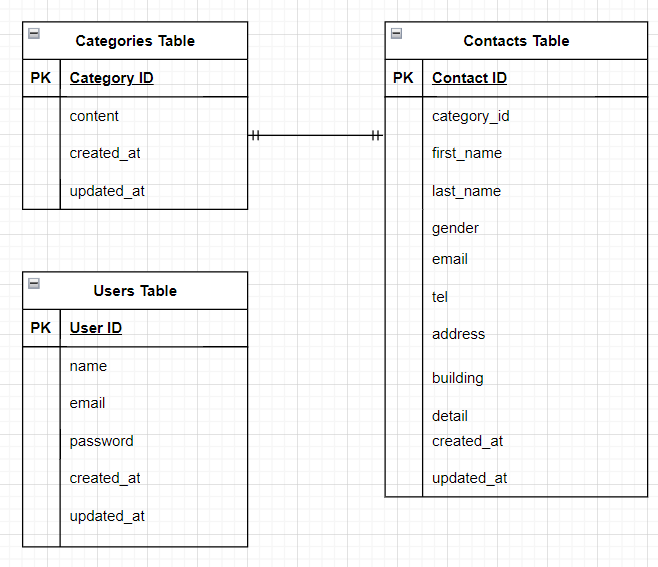 Categories Table
PK Category ID
content
created_at
updated_at
Contacts Table
PK Contact ID
category_id
first_name
last_name
gender
email
tel
address
building
detail
created_at
updated_at
Users Table
PK User ID
name
email
password
created_at
updated_at